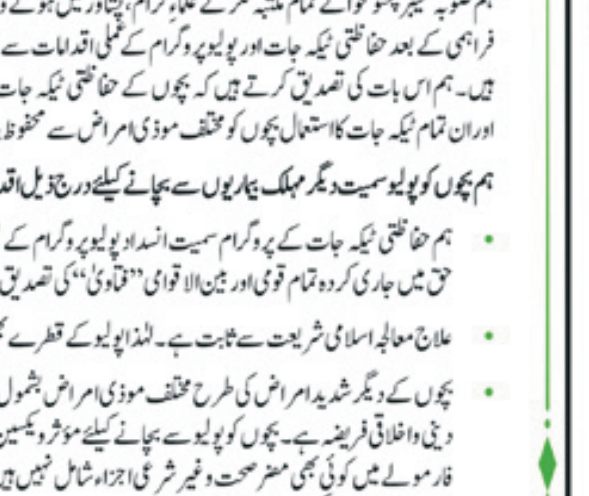 ہم صوبہ خیبر پختونخوا کے تمام مکتبہ فکر کے علماء کرام، پشاور میں ہونے و
فراہمی کے بعد حفاظتی ٹیکہ جات اور پولیو پروگرام کے عملی اقدامات سے
ہیں۔ ہم اس بات کی تصدیق کرتے ہیں کہ بچوں کے حفاظتی ٹیکہ جات
اور ان تمام ٹیکہ جات کا استعمال بچوں کو مختلف موذی امراض سے محفوظ
ہم بچوں کو پولیو سمیت دیگر مہلک بیماریوں سے بچانے کیلئے درج ذیل اقد
• ہم حفاظتی ٹیکہ جات کے پروگرام سمیت انسداد پولیو پروگرام کے
حق میں جاری کردہ تمام قومی اور بین الاقوامی ”فتاویٰ“ کی تصدیق
• علاج معالجہ اسلامی شریعت سے ثابت ہے۔ لہٰذا پولیو کے قطرے
• بچوں کے دیگر شدید امراض کی طرح مختلف موذی امراض بشمول
دینی و اخلاقی فریضہ ہے۔ بچوں کو پولیو سے بچانے کیلئے مؤثر ویکسین
فارمولے میں کوئی بھی مضر صحت و غیر شرعی اجزاء شامل نہیں ہیں